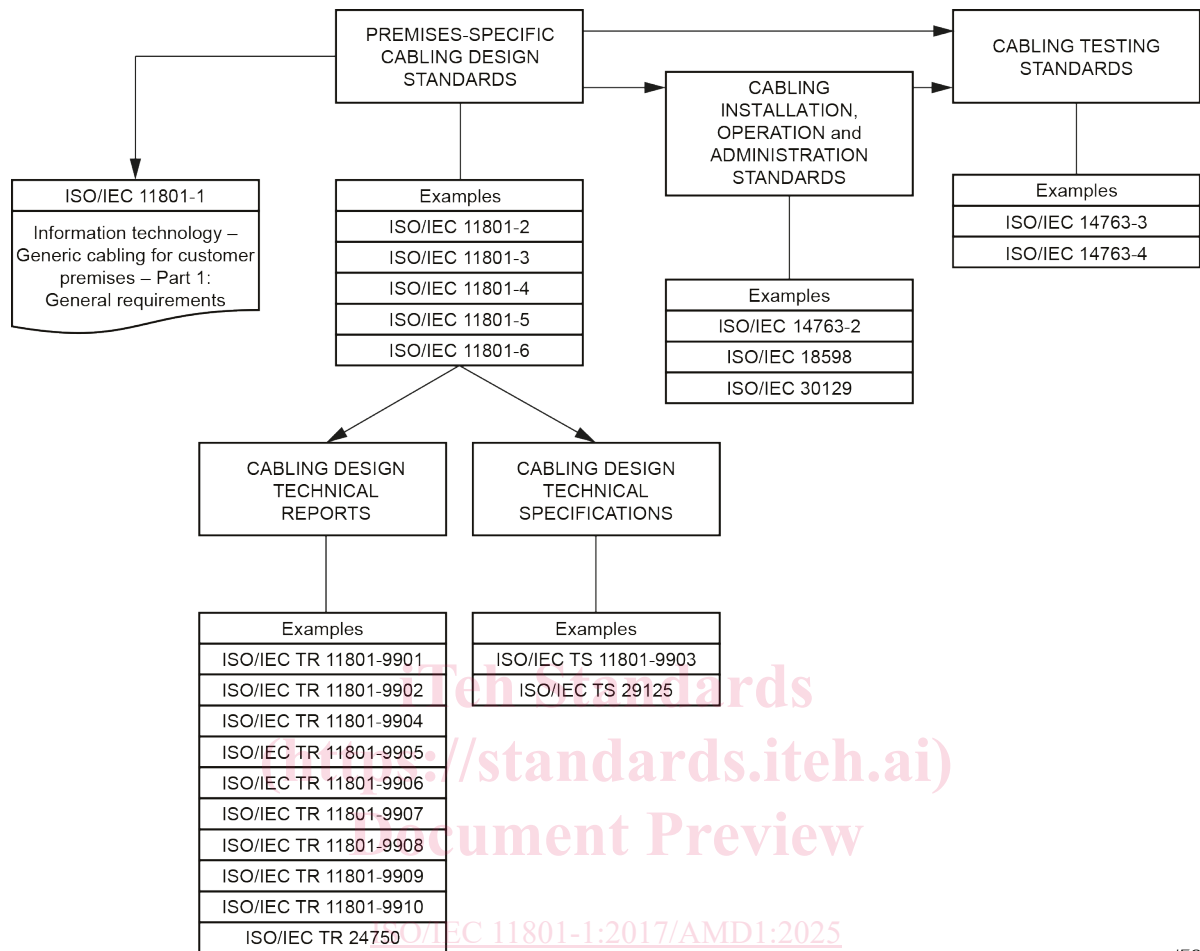 PREMISES-SPECIFIC
CABLING DESIGN
STANDARDS
CABLING TESTING
STANDARDS
CABLING
INSTALLATION,
OPERATION and
ADMINISTRATION
STANDARDS
ISO/IEC 11801-1
Information technology –
Generic cabling for customer
premises – Part 1:
General requirements
Examples
ISO/IEC 11801-2
ISO/IEC 11801-3
ISO/IEC 11801-4
ISO/IEC 11801-5
ISO/IEC 11801-6
Examples
ISO/IEC 14763-2
ISO/IEC 18598
ISO/IEC 30129
Examples
ISO/IEC 14763-3
ISO/IEC 14763-4
CABLING DESIGN
TECHNICAL
REPORTS
CABLING DESIGN
TECHNICAL
SPECIFICATIONS
Examples
ISO/IEC TR 11801-9901
ISO/IEC TR 11801-9902
ISO/IEC TR 11801-9904
ISO/IEC TR 11801-9905
ISO/IEC TR 11801-9906
ISO/IEC TR 11801-9907
ISO/IEC TR 11801-9908
ISO/IEC TR 11801-9909
ISO/IEC TR 11801-9910
ISO/IEC TR 24750
Examples
ISO/IEC TS 11801-9903
ISO/IEC TS 29125
iTeh Standards
(https://standards.iteh.ai)
Document Preview
ISO/IEC 11801-1:2017/AMD1:2025